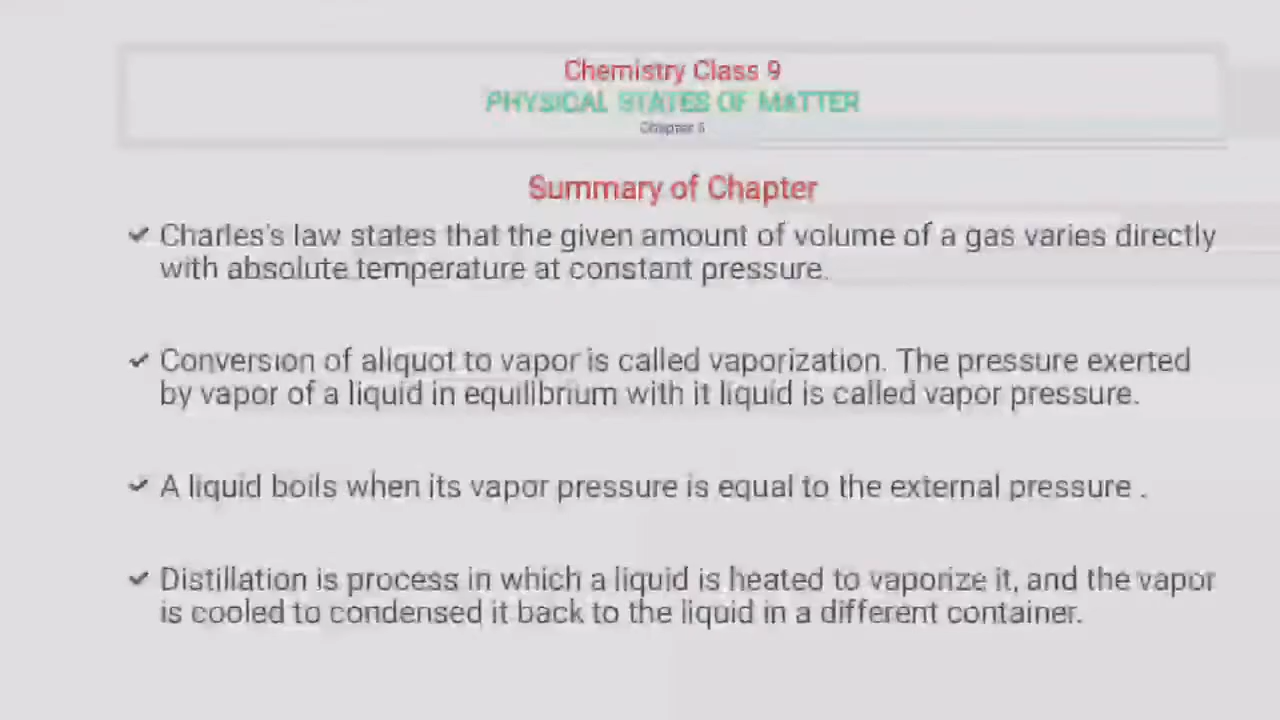 Chemistry Class 9
PHYSICAL STATES OF MATTER
Chapter 5
Summary of Chapter
✔ Charles's law states that the given amount of volume of a gas varies directly
with absolute temperature at constant pressure.
✔ Conversion of aliquot to vapor is called vaporization. The pressure exerted
by vapor of a liquid in equilibrium with it liquid is called vapor pressure.
✔ A liquid boils when its vapor pressure is equal to the external pressure .
✔ Distillation is process in which a liquid is heated to vaporize it, and the vapor
is cooled to condensed it back to the liquid in a different container.